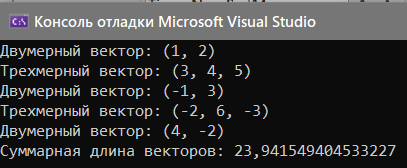 Консоль отладки Microsoft Visual Studio
Двумерный вектор: (1, 2)
Трехмерный вектор: (3, 4, 5)
Двумерный вектор: (-1, 3)
Трехмерный вектор: (-2, 6, -3)
Двумерный вектор: (4, -2)
Суммарная длина векторов: 23,941549404533227